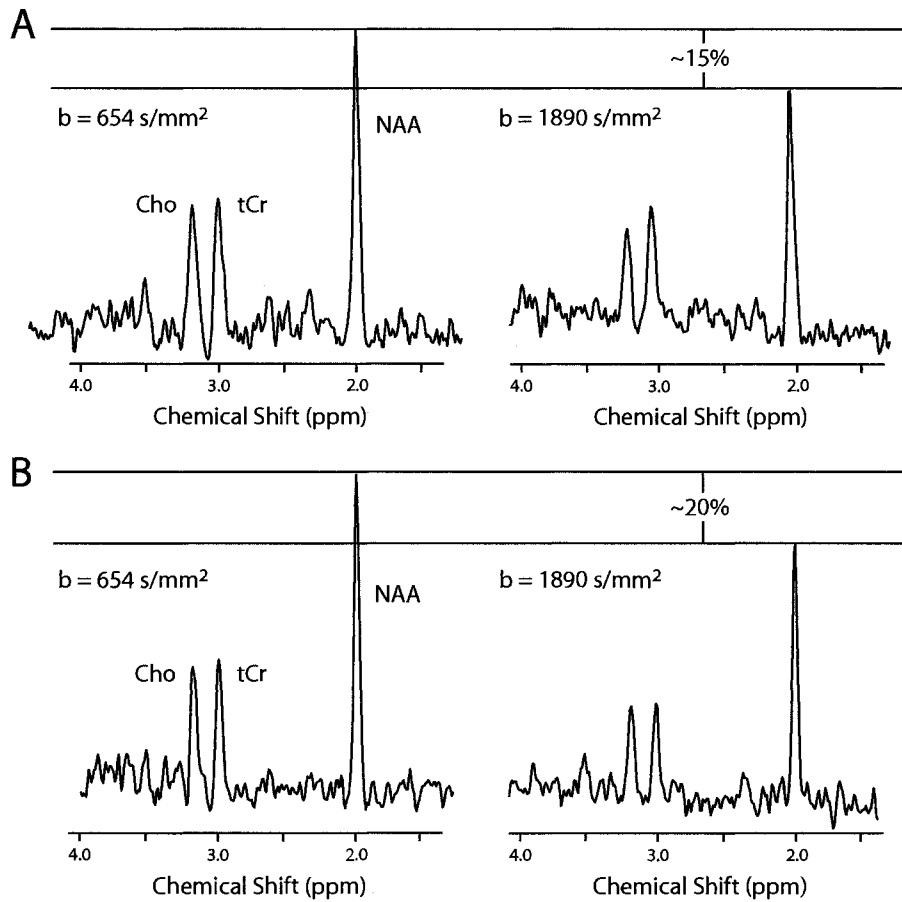 A
~15%
b = 654 s/mm²
b = 1890 s/mm²
NAA
Cho
tCr
4.0 3.0 2.0
4.0 3.0 2.0
Chemical Shift (ppm)
Chemical Shift (ppm)
B
~20%
b = 654 s/mm²
b = 1890 s/mm²
NAA
Cho
tCr
4.0 3.0 2.0
4.0 3.0 2.0
Chemical Shift (ppm)
Chemical Shift (ppm)